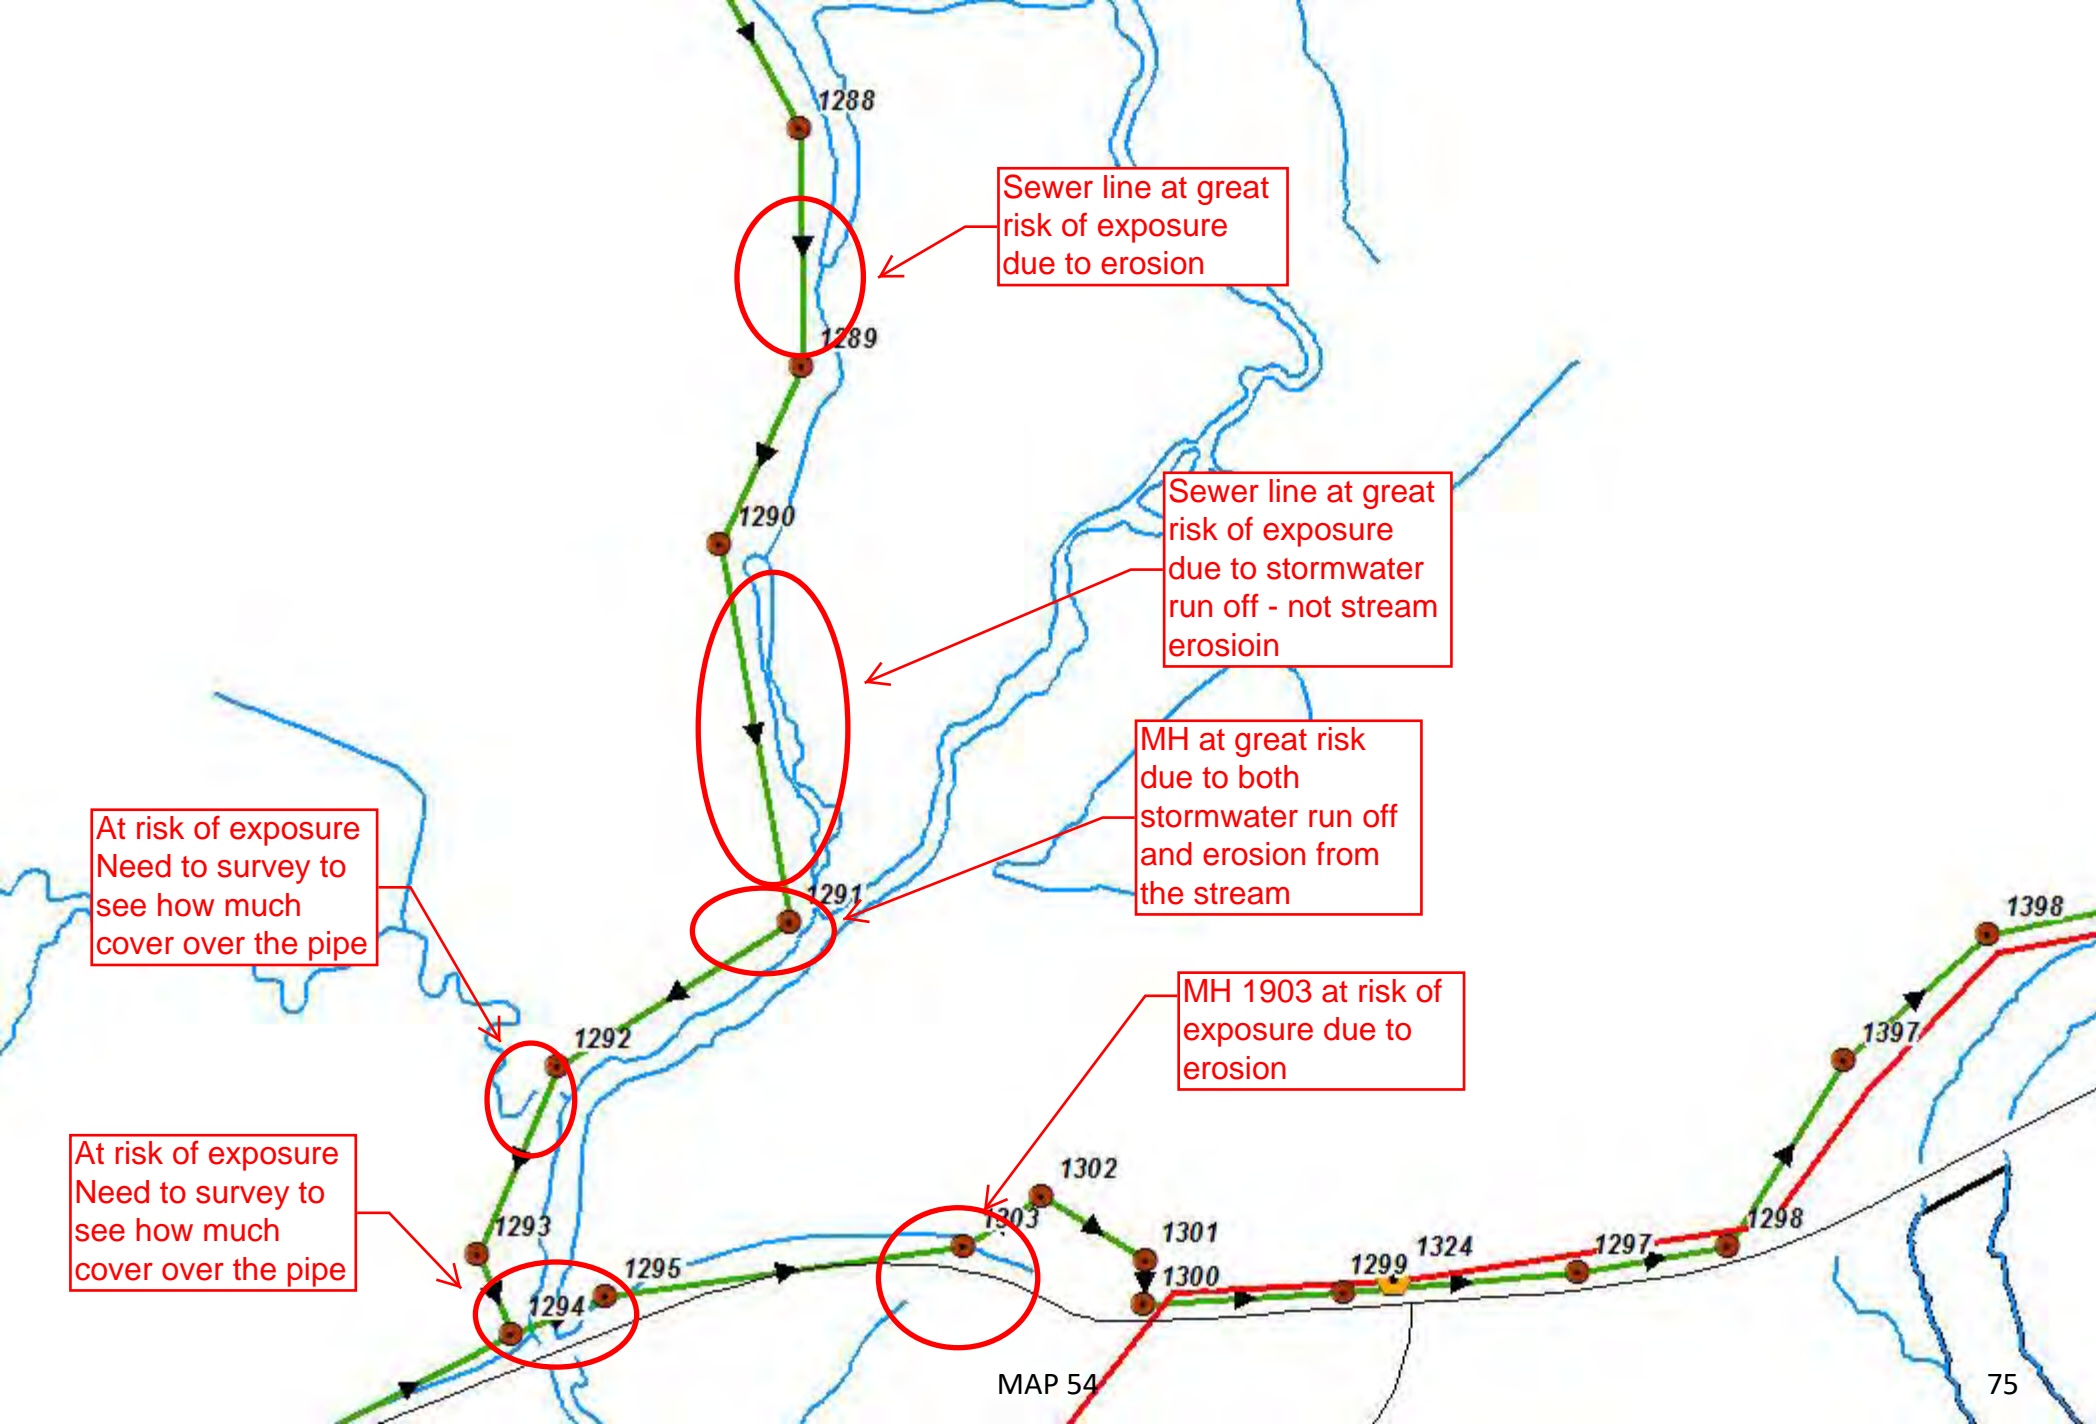 1288
Sewer line at great
risk of exposure
due to erosion
1289
1290
Sewer line at great
risk of exposure
due to stormwater
run off - not stream
erosioin
MH at great risk
due to both
stormwater run off
and erosion from
the stream
At risk of exposure
Need to survey to
see how much
cover over the pipe
1291
1398
MH 1903 at risk of
exposure due to
erosion
1292
1397
At risk of exposure
Need to survey to
see how much
cover over the pipe
1302
1303
1293
1301
1298
1324
1297
1295
1300
1299
1294
MAP 54
75